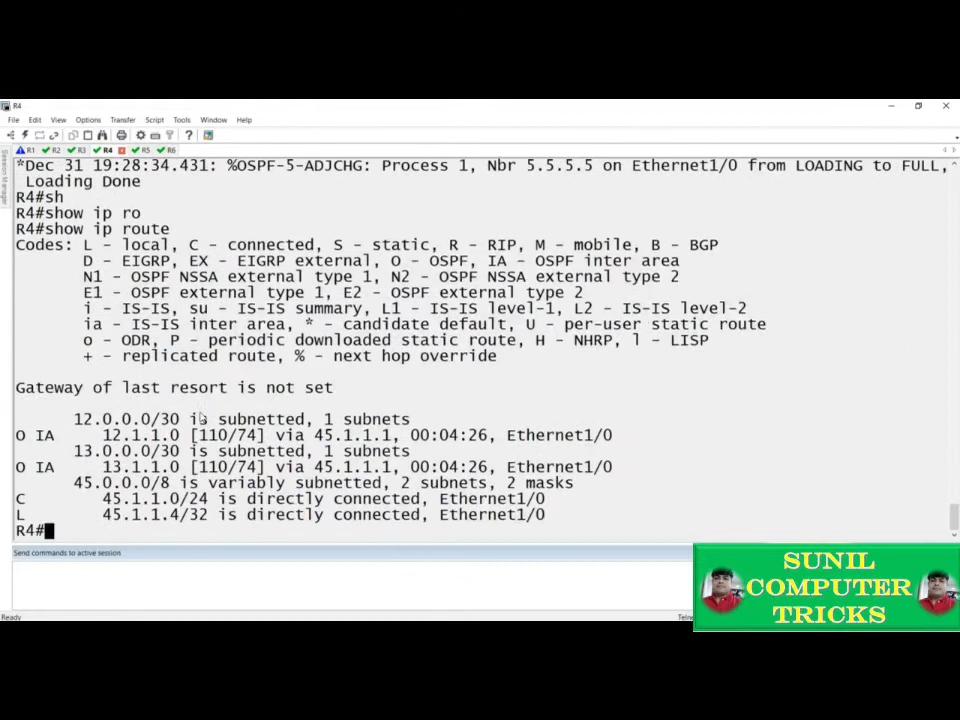 R4
File Edit View Options Transfer Script Tools Window Help
R1 R2 R3 R4 R5 R6
Session Manager
*Dec 31 19:28:34.431: %OSPF-5-ADJCHG: Process 1, Nbr 5.5.5.5 on Ethernet1/0 from LOADING to FULL,
Loading Done
R4#sh
R4#show ip ro
R4#show ip route
Codes: L - local, C - connected, S - static, R - RIP, M - mobile, B - BGP
D - EIGRP, EX - EIGRP external, O - OSPF, IA - OSPF inter area
N1 - OSPF NSSA external type 1, N2 - OSPF NSSA external type 2
E1 - OSPF external type 1, E2 - OSPF external type 2
i - IS-IS, su - IS-IS summary, L1 - IS-IS level-1, L2 - IS-IS level-2
ia - IS-IS inter area, * - candidate default, U - per-user static route
o - ODR, P - periodic downloaded static route, H - NHRP, l - LISP
+ - replicated route, % - next hop override
Gateway of last resort is not set
12.0.0.0/30 is subnetted, 1 subnets
O IA 12.1.1.0 [110/74] via 45.1.1.1, 00:04:26, Ethernet1/0
13.0.0.0/30 is subnetted, 1 subnets
O IA 13.1.1.0 [110/74] via 45.1.1.1, 00:04:26, Ethernet1/0
45.0.0.0/8 is variably subnetted, 2 subnets, 2 masks
C 45.1.1.0/24 is directly connected, Ethernet1/0
L 45.1.1.4/32 is directly connected, Ethernet1/0
R4#
Send commands to active session
Ready
SUNIL
COMPUTER
TRICKS